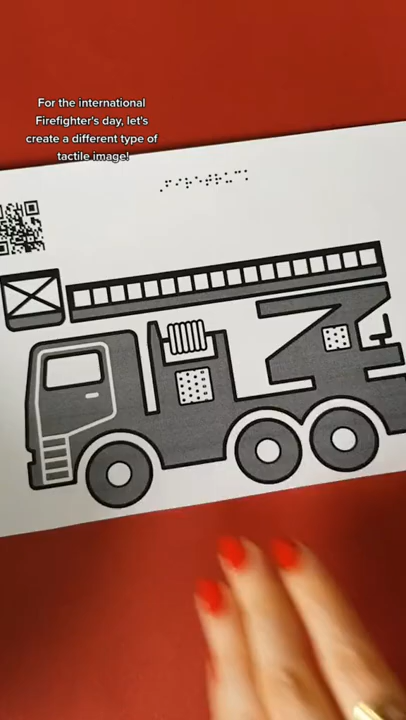 For the international
Firefighter's day, let's
create a different type of
tactile image!